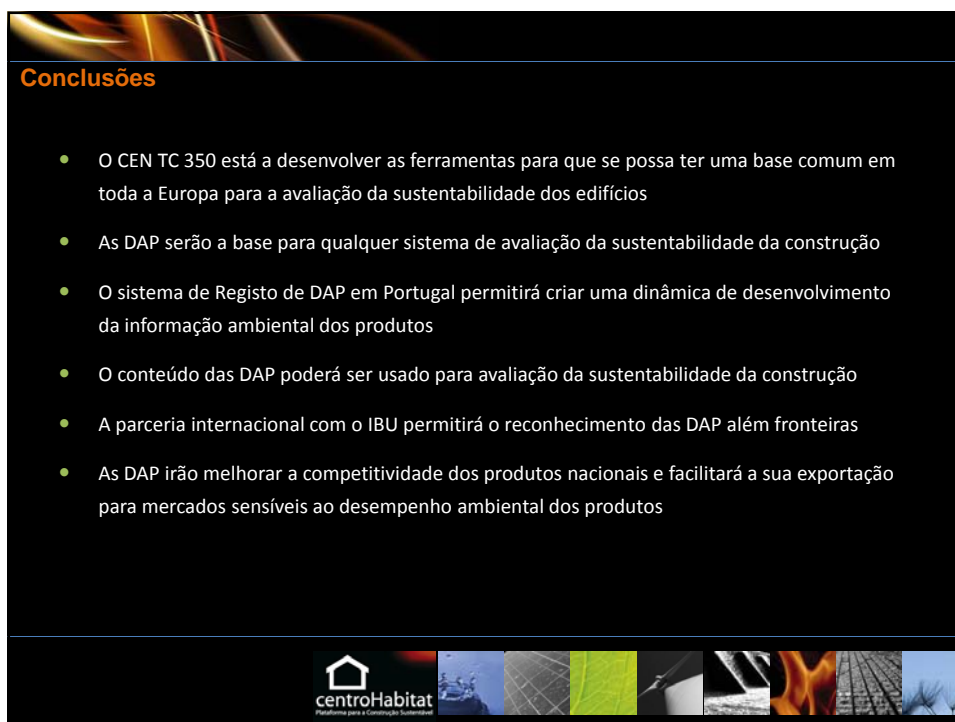 Conclusões
• O CEN TC 350 está a desenvolver as ferramentas para que se possa ter uma base comum em
toda a Europa para a avaliação da sustentabilidade dos edifícios
• As DAP serão a base para qualquer sistema de avaliação da sustentabilidade da construção
• O sistema de Registo de DAP em Portugal permitirá criar uma dinâmica de desenvolvimento
da informação ambiental dos produtos
• O conteúdo das DAP poderá ser usado para avaliação da sustentabilidade da construção
• A parceria internacional com o IBU permitirá o reconhecimento das DAP além fronteiras
• As DAP irão melhorar a competitividade dos produtos nacionais e facilitará a sua exportação
para mercados sensíveis ao desempenho ambiental dos produtos
centroHabitat
Plataforma para a Construção Sustentável